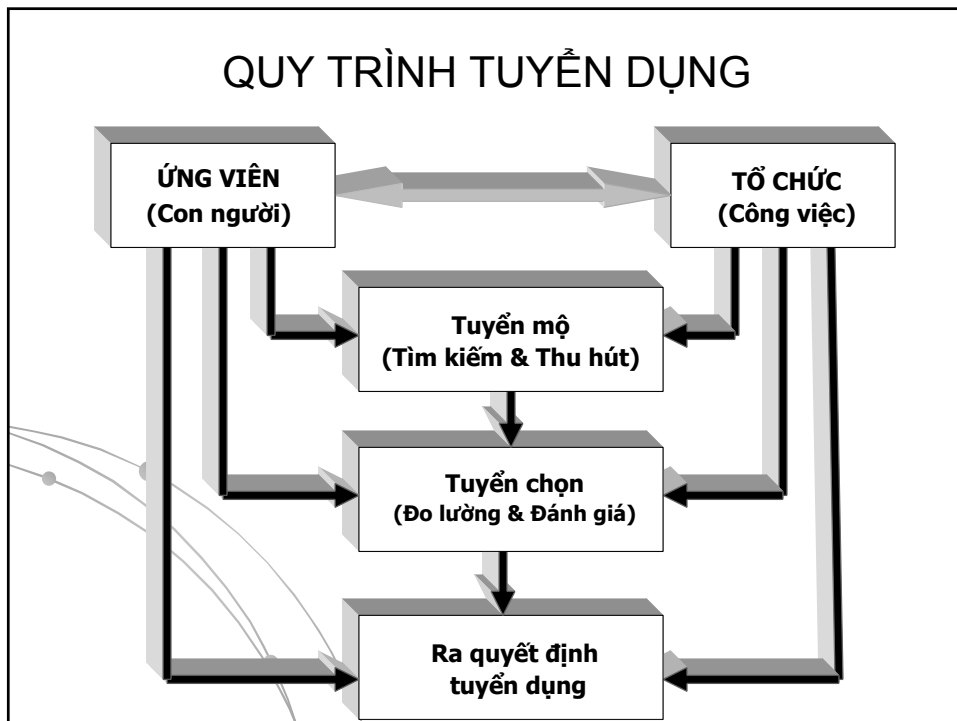 QUY TRÌNH TUYỂN DỤNG
ỨNG VIÊN
(Con người)
TỔ CHỨC
(Công việc)
Tuyển mộ
(Tìm kiếm & Thu hút)
Tuyển chọn
(Đo lường & Đánh giá)
Ra quyết định
tuyển dụng